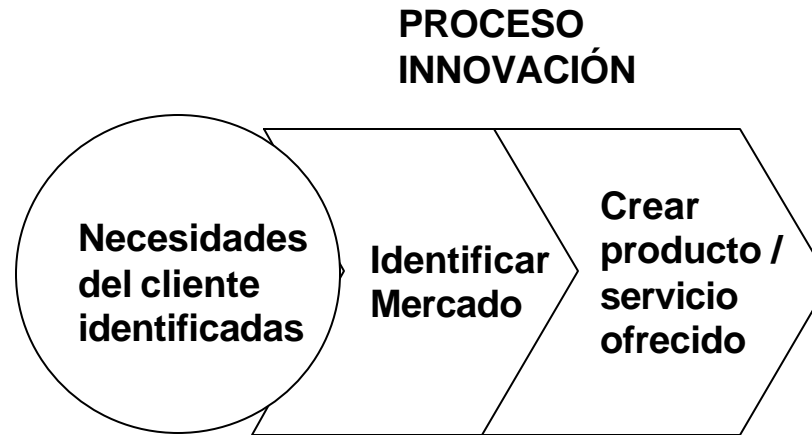 PROCESO
INNOVACIÓN
Necesidades
del cliente
identificadas
Identificar
Mercado
Crear
producto /
servicio
ofrecido